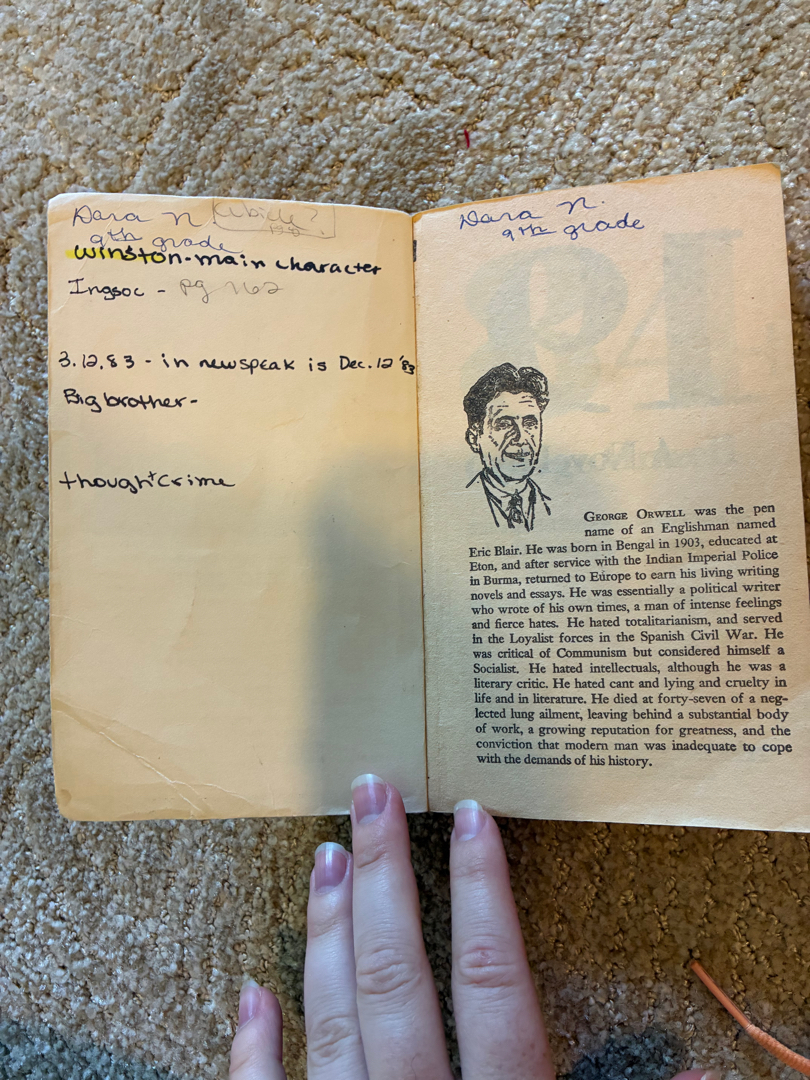 Dara N.
9th grade
Winston-main character
Ingsoc - pg 162
3.12.83 - in newspeak is Dec. 12 '83
Big brother-
thoughtcrime
Dara N.
9th grade
GEORGE ORWELL was the pen
name of an Englishman named
Eric Blair. He was born in Bengal in 1903, educated at
Eton, and after service with the Indian Imperial Police
in Burma, returned to Europe to earn his living writing
novels and essays. He was essentially a political writer
who wrote of his own times, a man of intense feelings
and fierce hates. He hated totalitarianism, and served
in the Loyalist forces in the Spanish Civil War. He
was critical of Communism but considered himself a
Socialist. He hated intellectuals, although he was a
literary critic. He hated cant and lying and cruelty in
life and in literature. He died at forty-seven of a neg-
lected lung ailment, leaving behind a substantial body
of work, a growing reputation for greatness, and the
conviction that modern man was inadequate to cope
with the demands of his history.